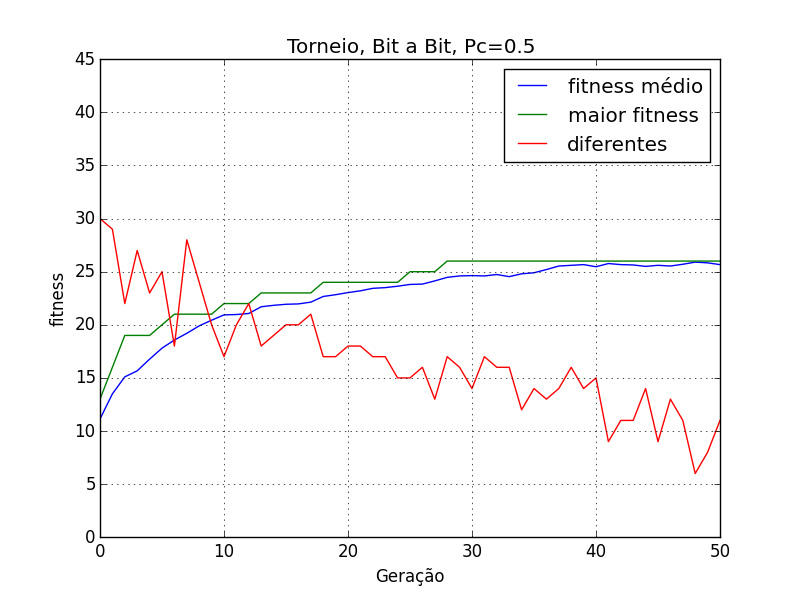 Torneio, Bit a Bit, Pc=0.5
45
40
35
30
25
20
15
10
5
0
fitness
fitness médio
maior fitness
diferentes
0 10 20 30 40 50
Geração